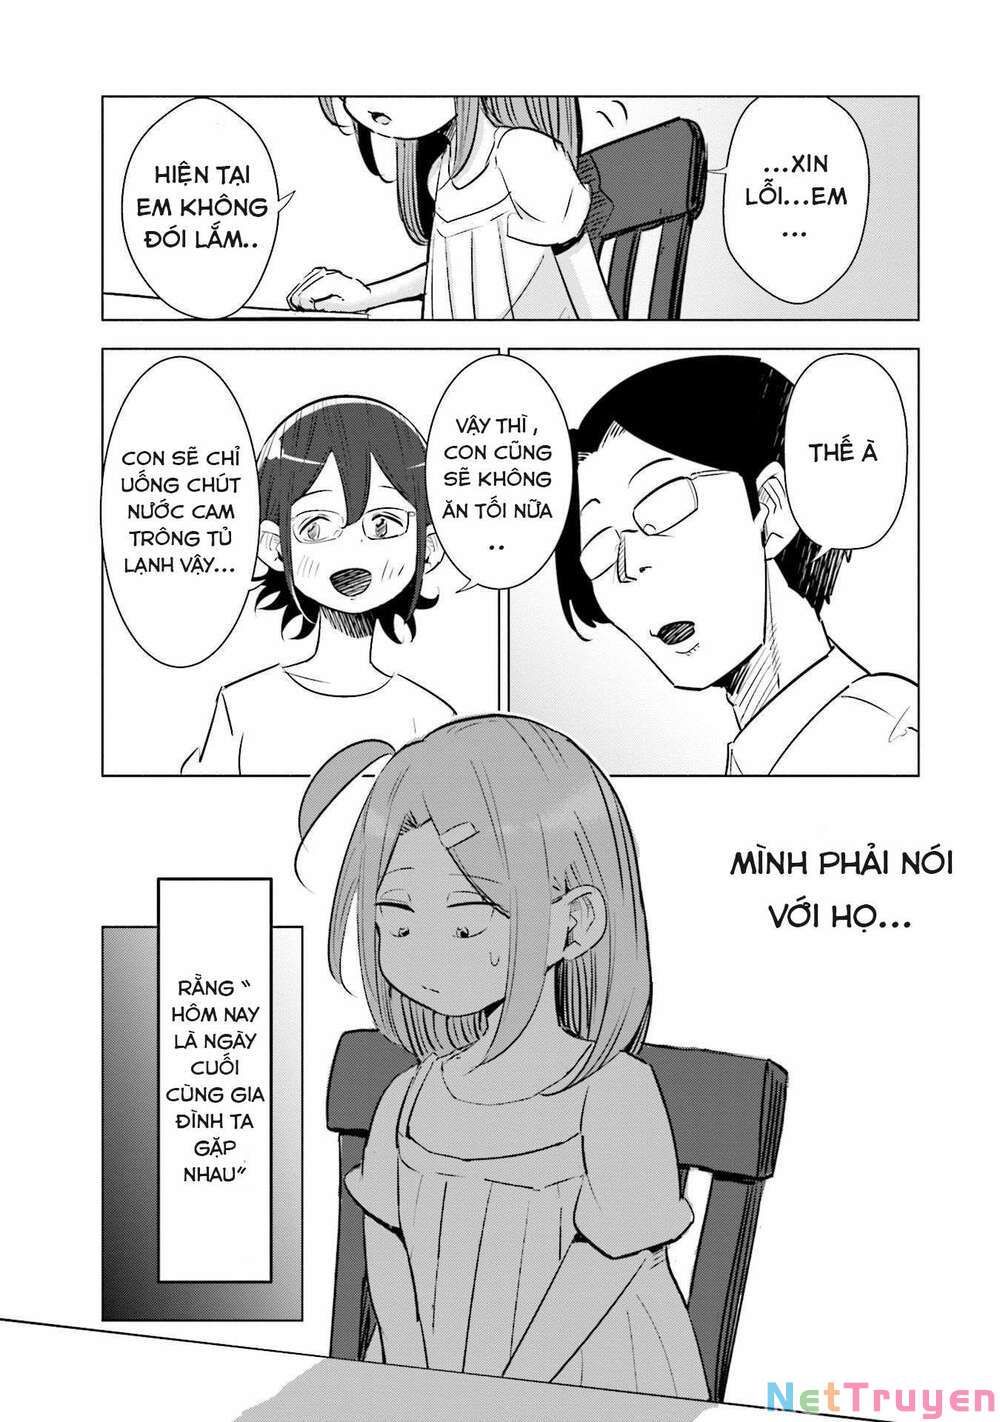 ...XIN
LỖI...EM
...
HIỆN TẠI
EM KHÔNG
ĐÓI LẮM..
THẾ À
VẬY THÌ ,
CON CŨNG
SẼ KHÔNG
ĂN TỐI NỮA
..
CON SẼ CHỈ
UỐNG CHÚT
NƯỚC CAM
TRÔNG TỦ
LẠNH VẬY...
MÌNH PHẢI NÓI
VỚI HỌ...
RẰNG "
HÔM NAY
LÀ NGÀY
CUỐI
CÙNG GIA
ĐÌNH TA
GẶP
NHAU"
NetTruyen